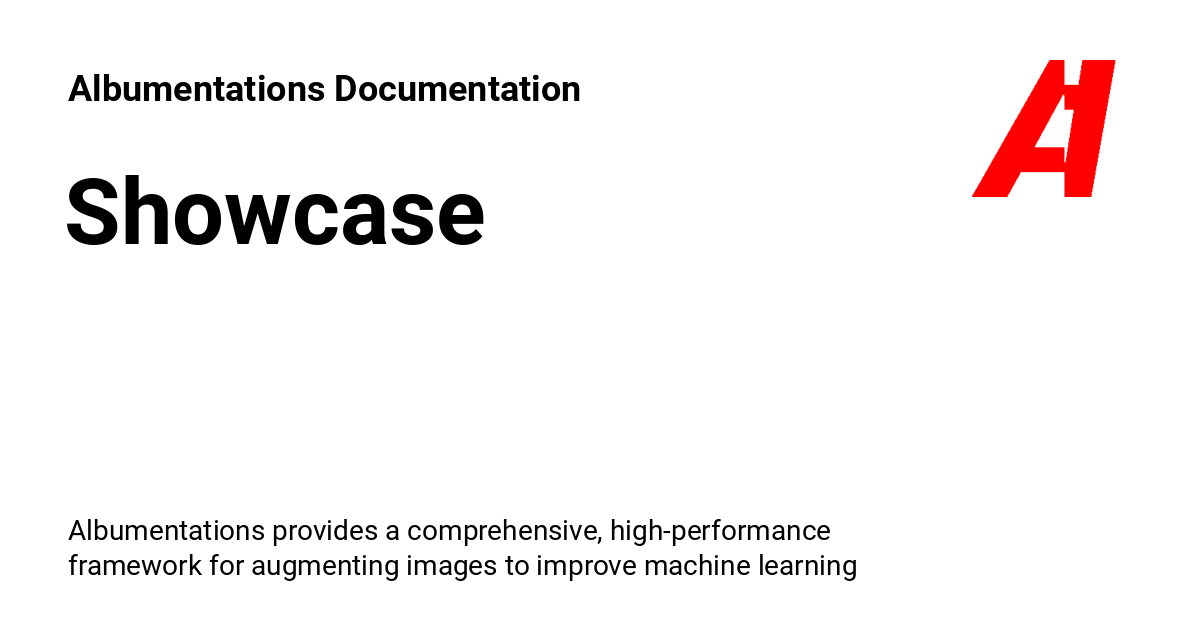 Albumentations Documentation
Showcase
Albumentations provides a comprehensive, high-performance
framework for augmenting images to improve machine learning